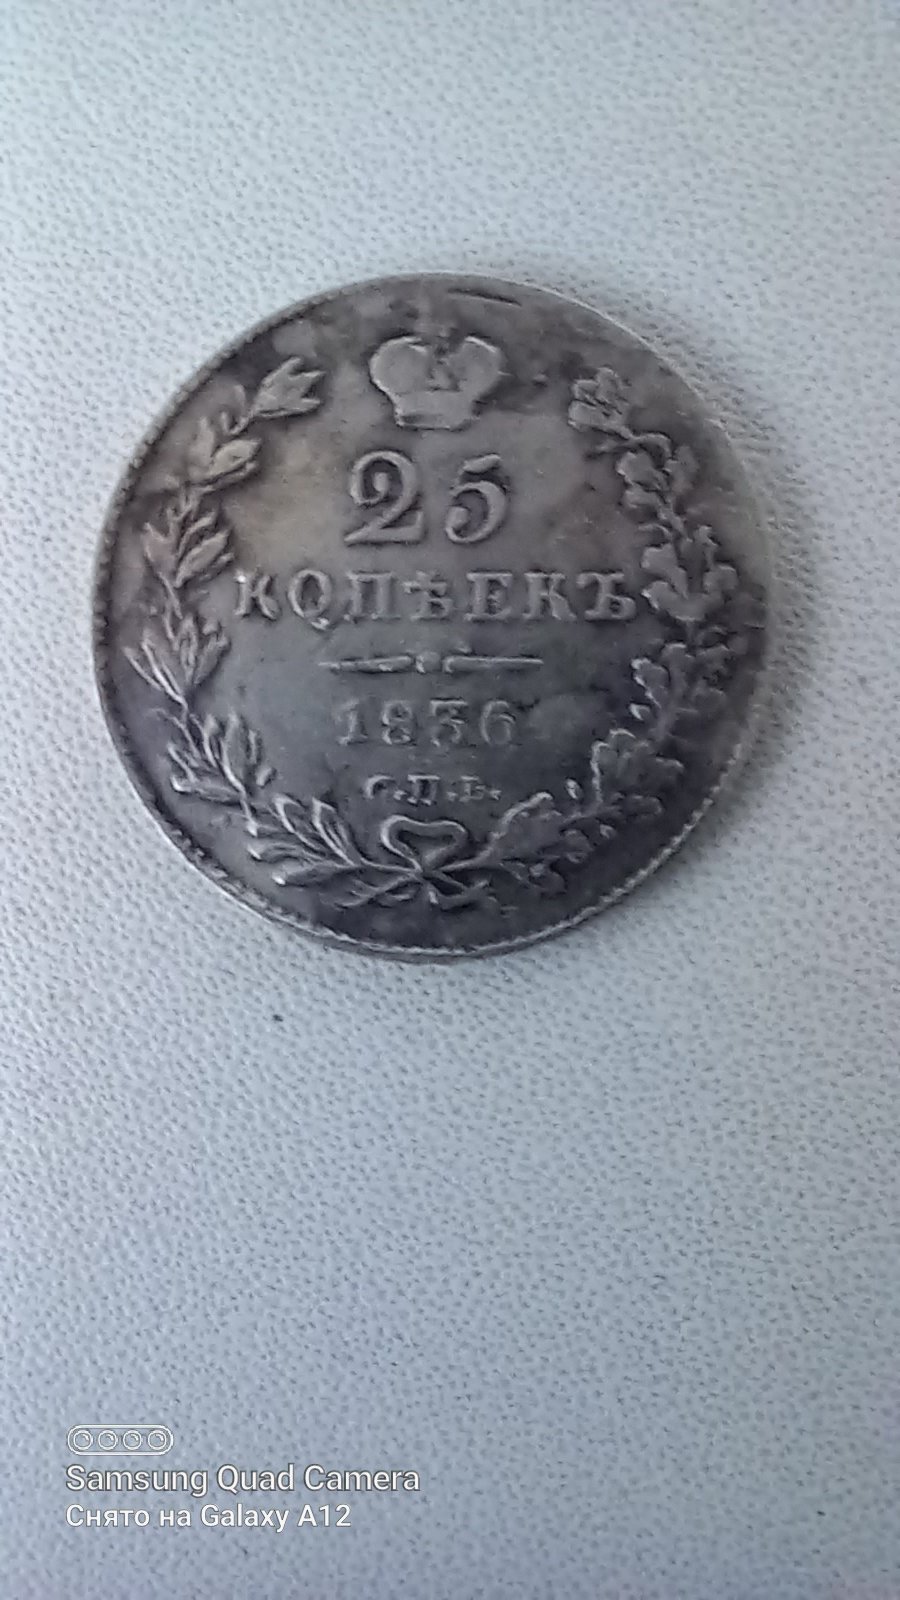 25
КОПѢЕКЪ
1836
С.П.Б.
Samsung Quad Camera
Снято на Galaxy A12